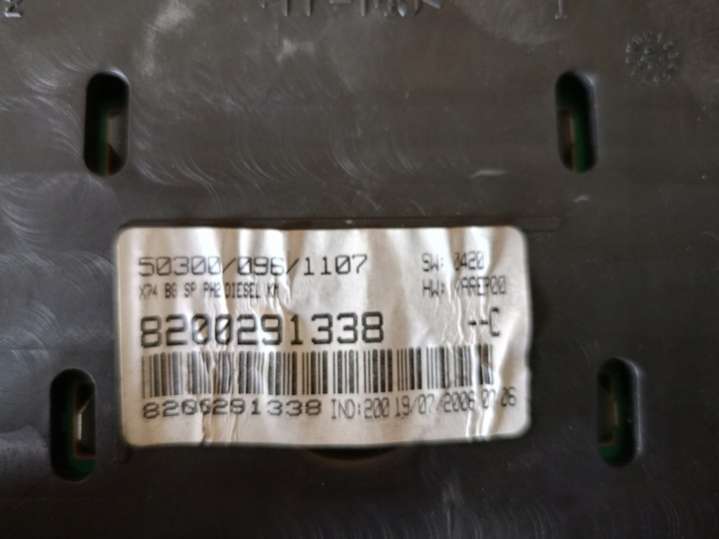 50300/096/1107 SW: 0420
X74 BG SP PH2 DIESEL KM HW:
8200291338 --C
8200291338 IND:200 19/07/2006 07:06